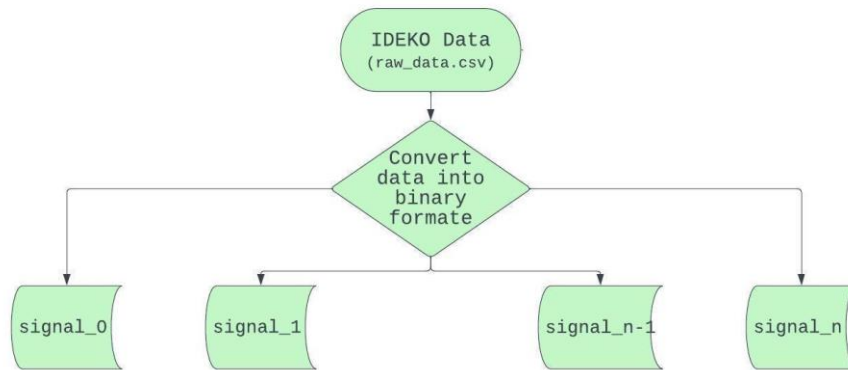 IDEKO Data
(raw_data.csv)
Convert
data into
binary
formate
signal_0
signal_1
signal_n-1
signal_n